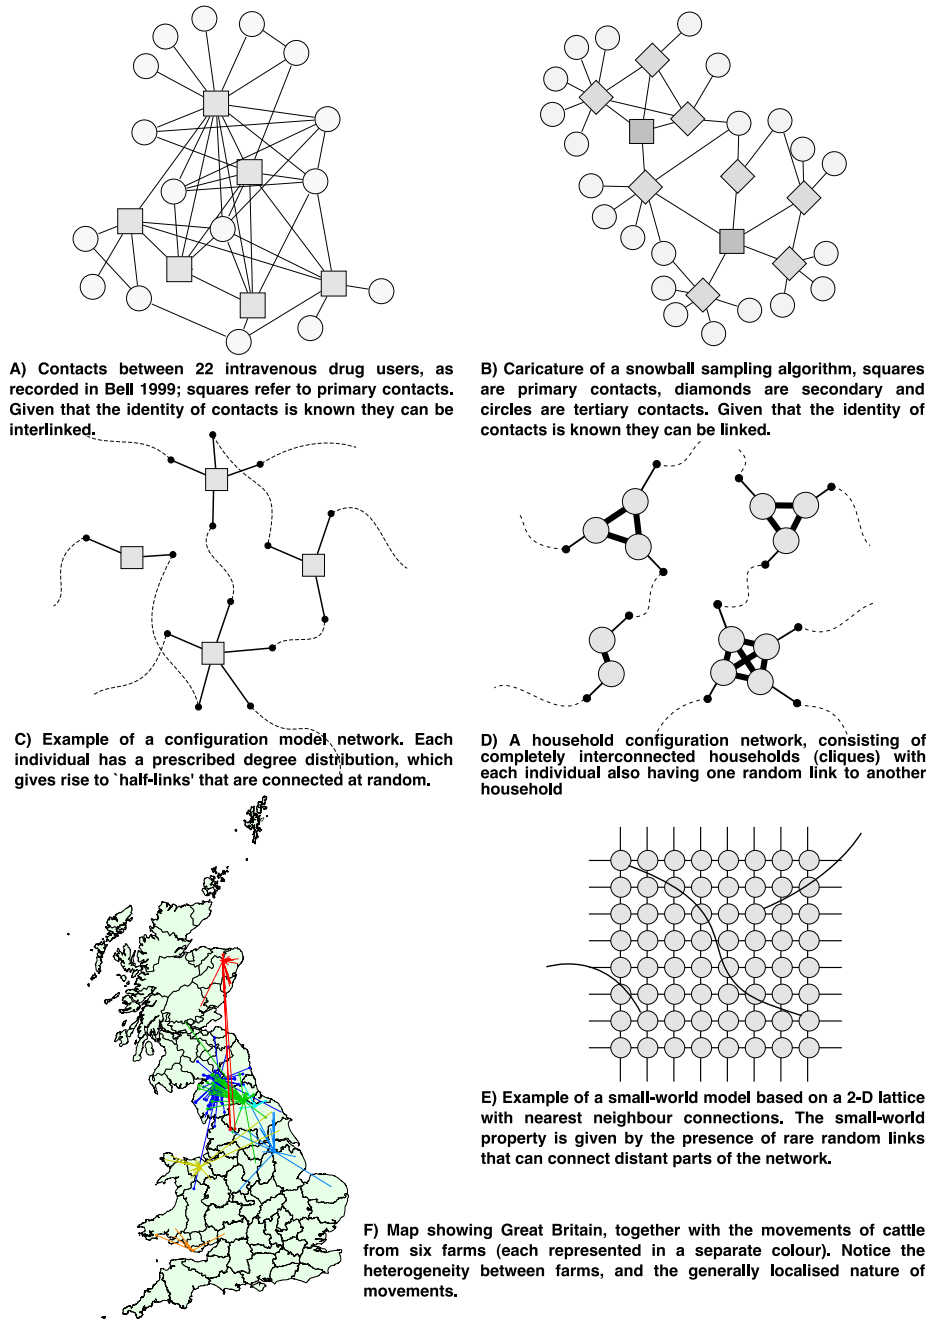 A) Contacts between 22 intravenous drug users, as
recorded in Bell 1999; squares refer to primary contacts.
Given that the identity of contacts is known they can be
interlinked.
B) Caricature of a snowball sampling algorithm, squares
are primary contacts, diamonds are secondary and
circles are tertiary contacts. Given that the identity of
contacts is known they can be linked.
C) Example of a configuration model network. Each
individual has a prescribed degree distribution, which
gives rise to `half-links' that are connected at random.
D) A household configuration network, consisting of
completely interconnected households (cliques) with
each individual also having one random link to another
household
E) Example of a small-world model based on a 2-D lattice
with nearest neighbour connections. The small-world
property is given by the presence of rare random links
that can connect distant parts of the network.
F) Map showing Great Britain, together with the movements of cattle
from six farms (each represented in a separate colour). Notice the
heterogeneity between farms, and the generally localised nature of
movements.